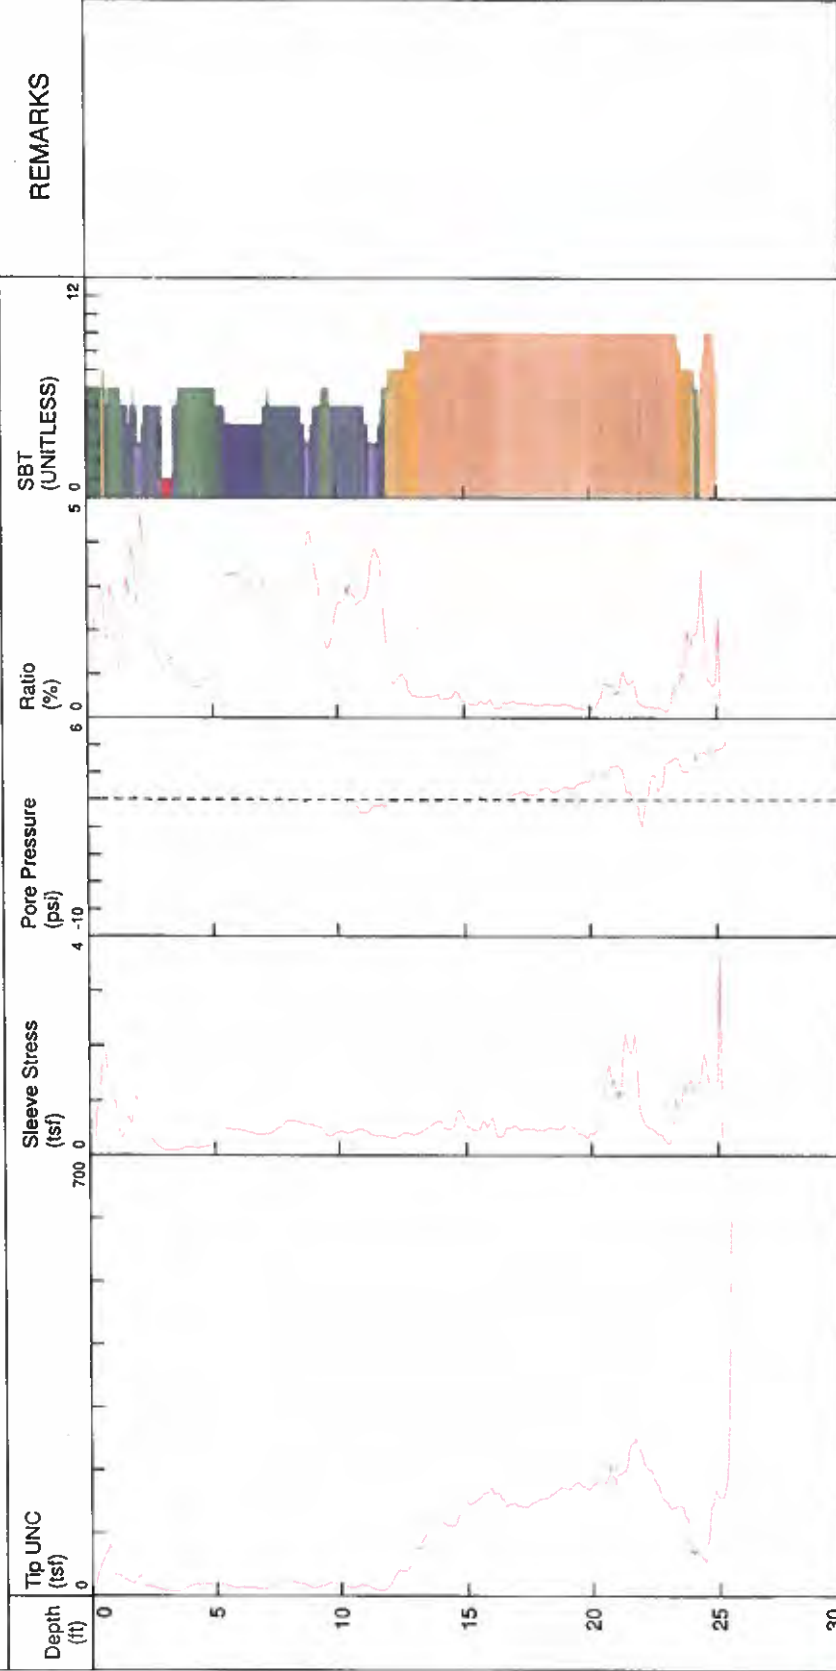 Depth
(ft)
Tip UNC
(tsf)
0 700
Sleeve Stress
(tsf)
0 4
Pore Pressure
(psi)
-10 6
Ratio
(%)
0 5
SBT
(UNITLESS)
0 12
REMARKS
0
5
10
15
20
25
30